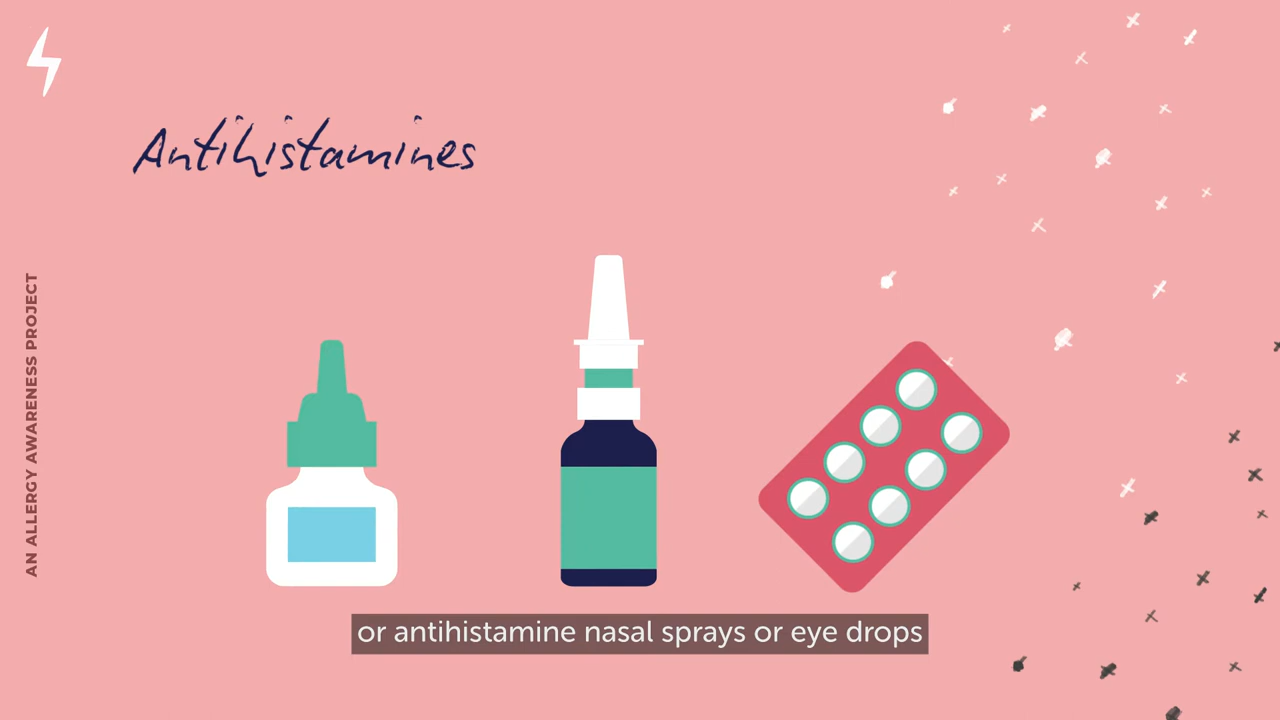 Antihistamines
AN ALLERGY AWARENESS PROJECT
or antihistamine nasal sprays or eye drops